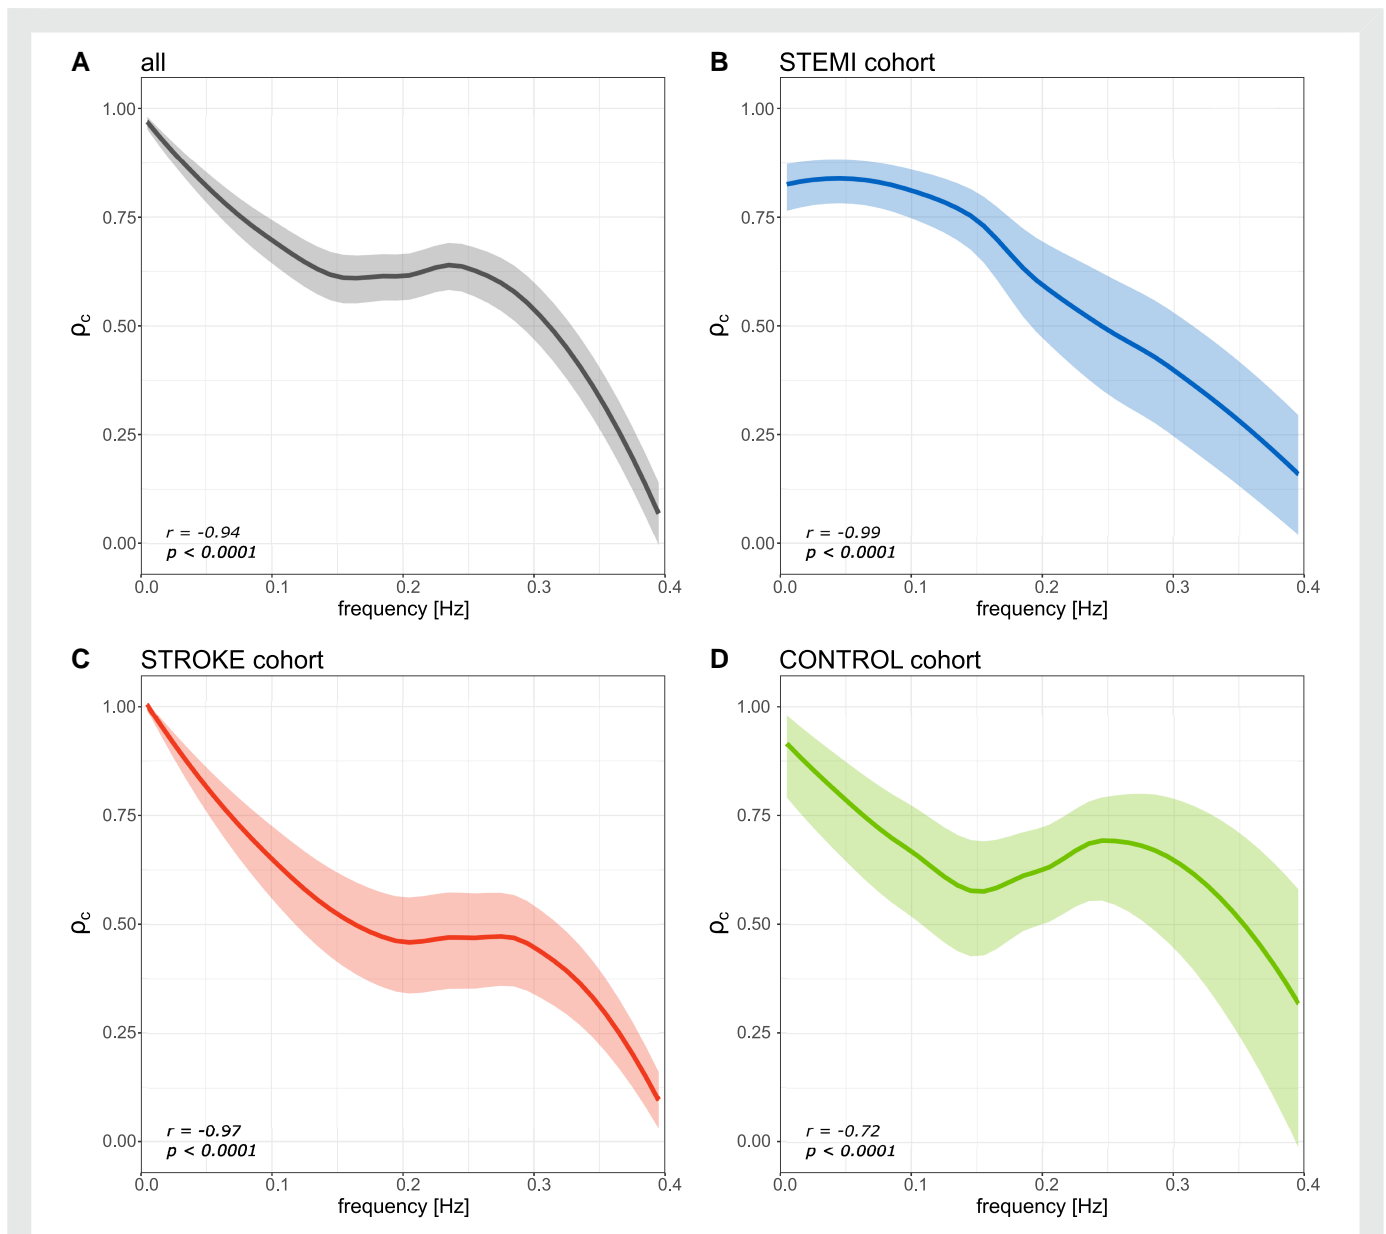 A all
1.00
0.75
0.50
0.25
0.00
ρc
r = -0.94
p < 0.0001
0.0 0.1 0.2 0.3 0.4
frequency [Hz]
B STEMI cohort
1.00
0.75
0.50
0.25
0.00
ρc
r = -0.99
p < 0.0001
0.0 0.1 0.2 0.3 0.4
frequency [Hz]
C STROKE cohort
1.00
0.75
0.50
0.25
0.00
ρc
r = -0.97
p < 0.0001
0.0 0.1 0.2 0.3 0.4
frequency [Hz]
D CONTROL cohort
1.00
0.75
0.50
0.25
0.00
ρc
r = -0.72
p < 0.0001
0.0 0.1 0.2 0.3 0.4
frequency [Hz]